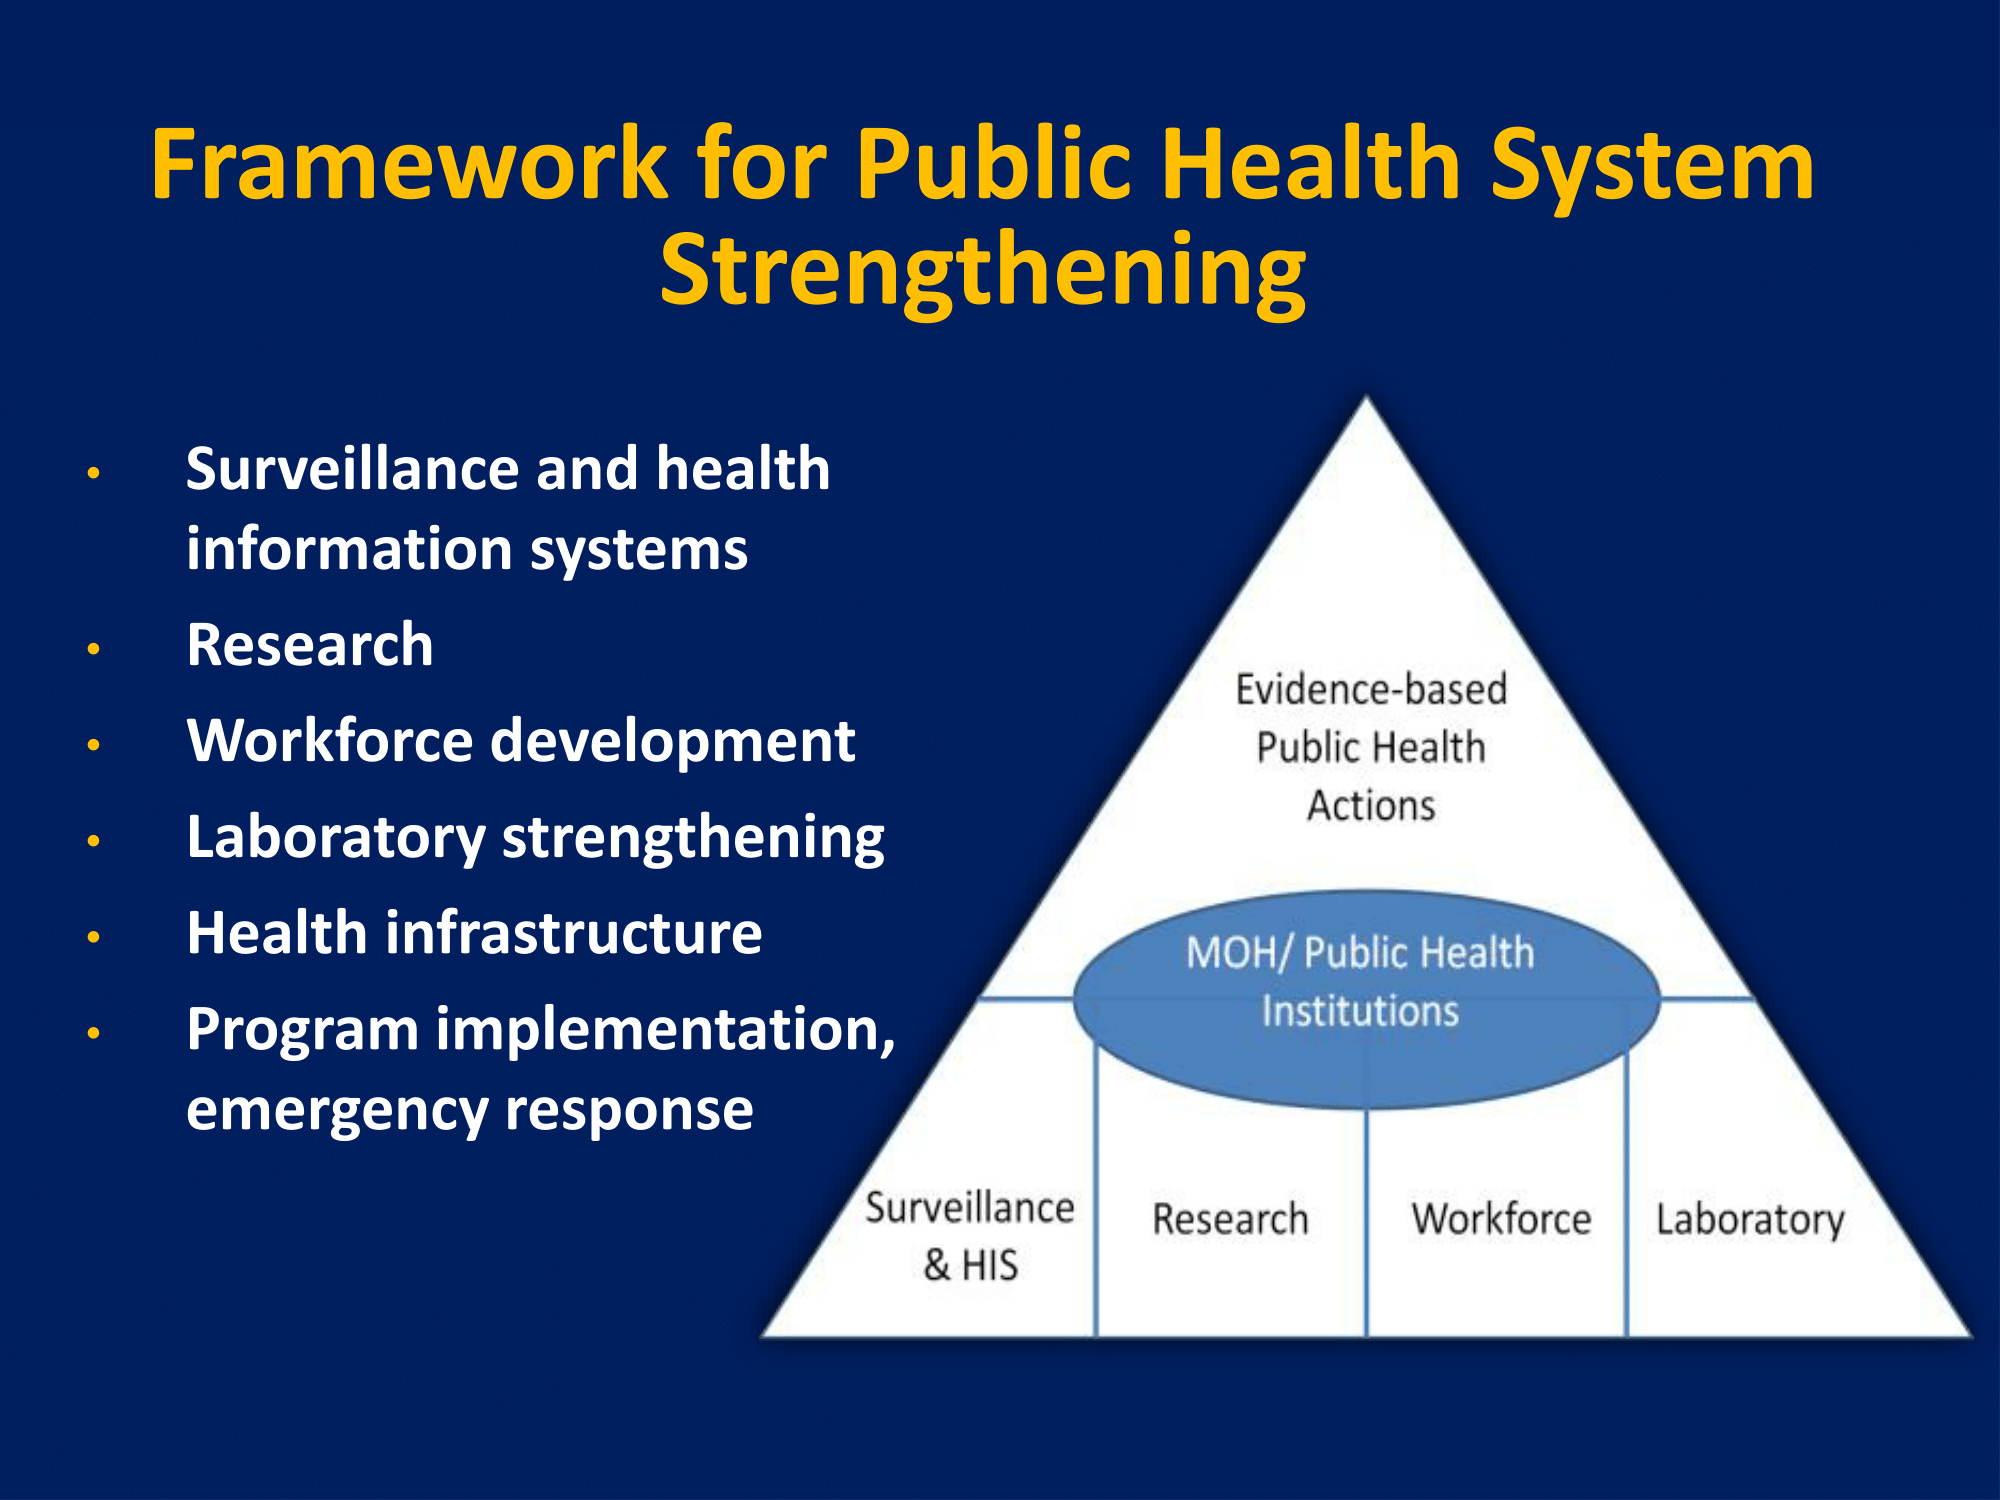 Framework for Public Health System
Strengthening
• Surveillance and health
information systems
• Research
• Workforce development
• Laboratory strengthening
• Health infrastructure
• Program implementation,
emergency response
Evidence-based
Public Health
Actions
MOH/ Public Health
Institutions
Surveillance
& HIS
Research
Workforce
Laboratory